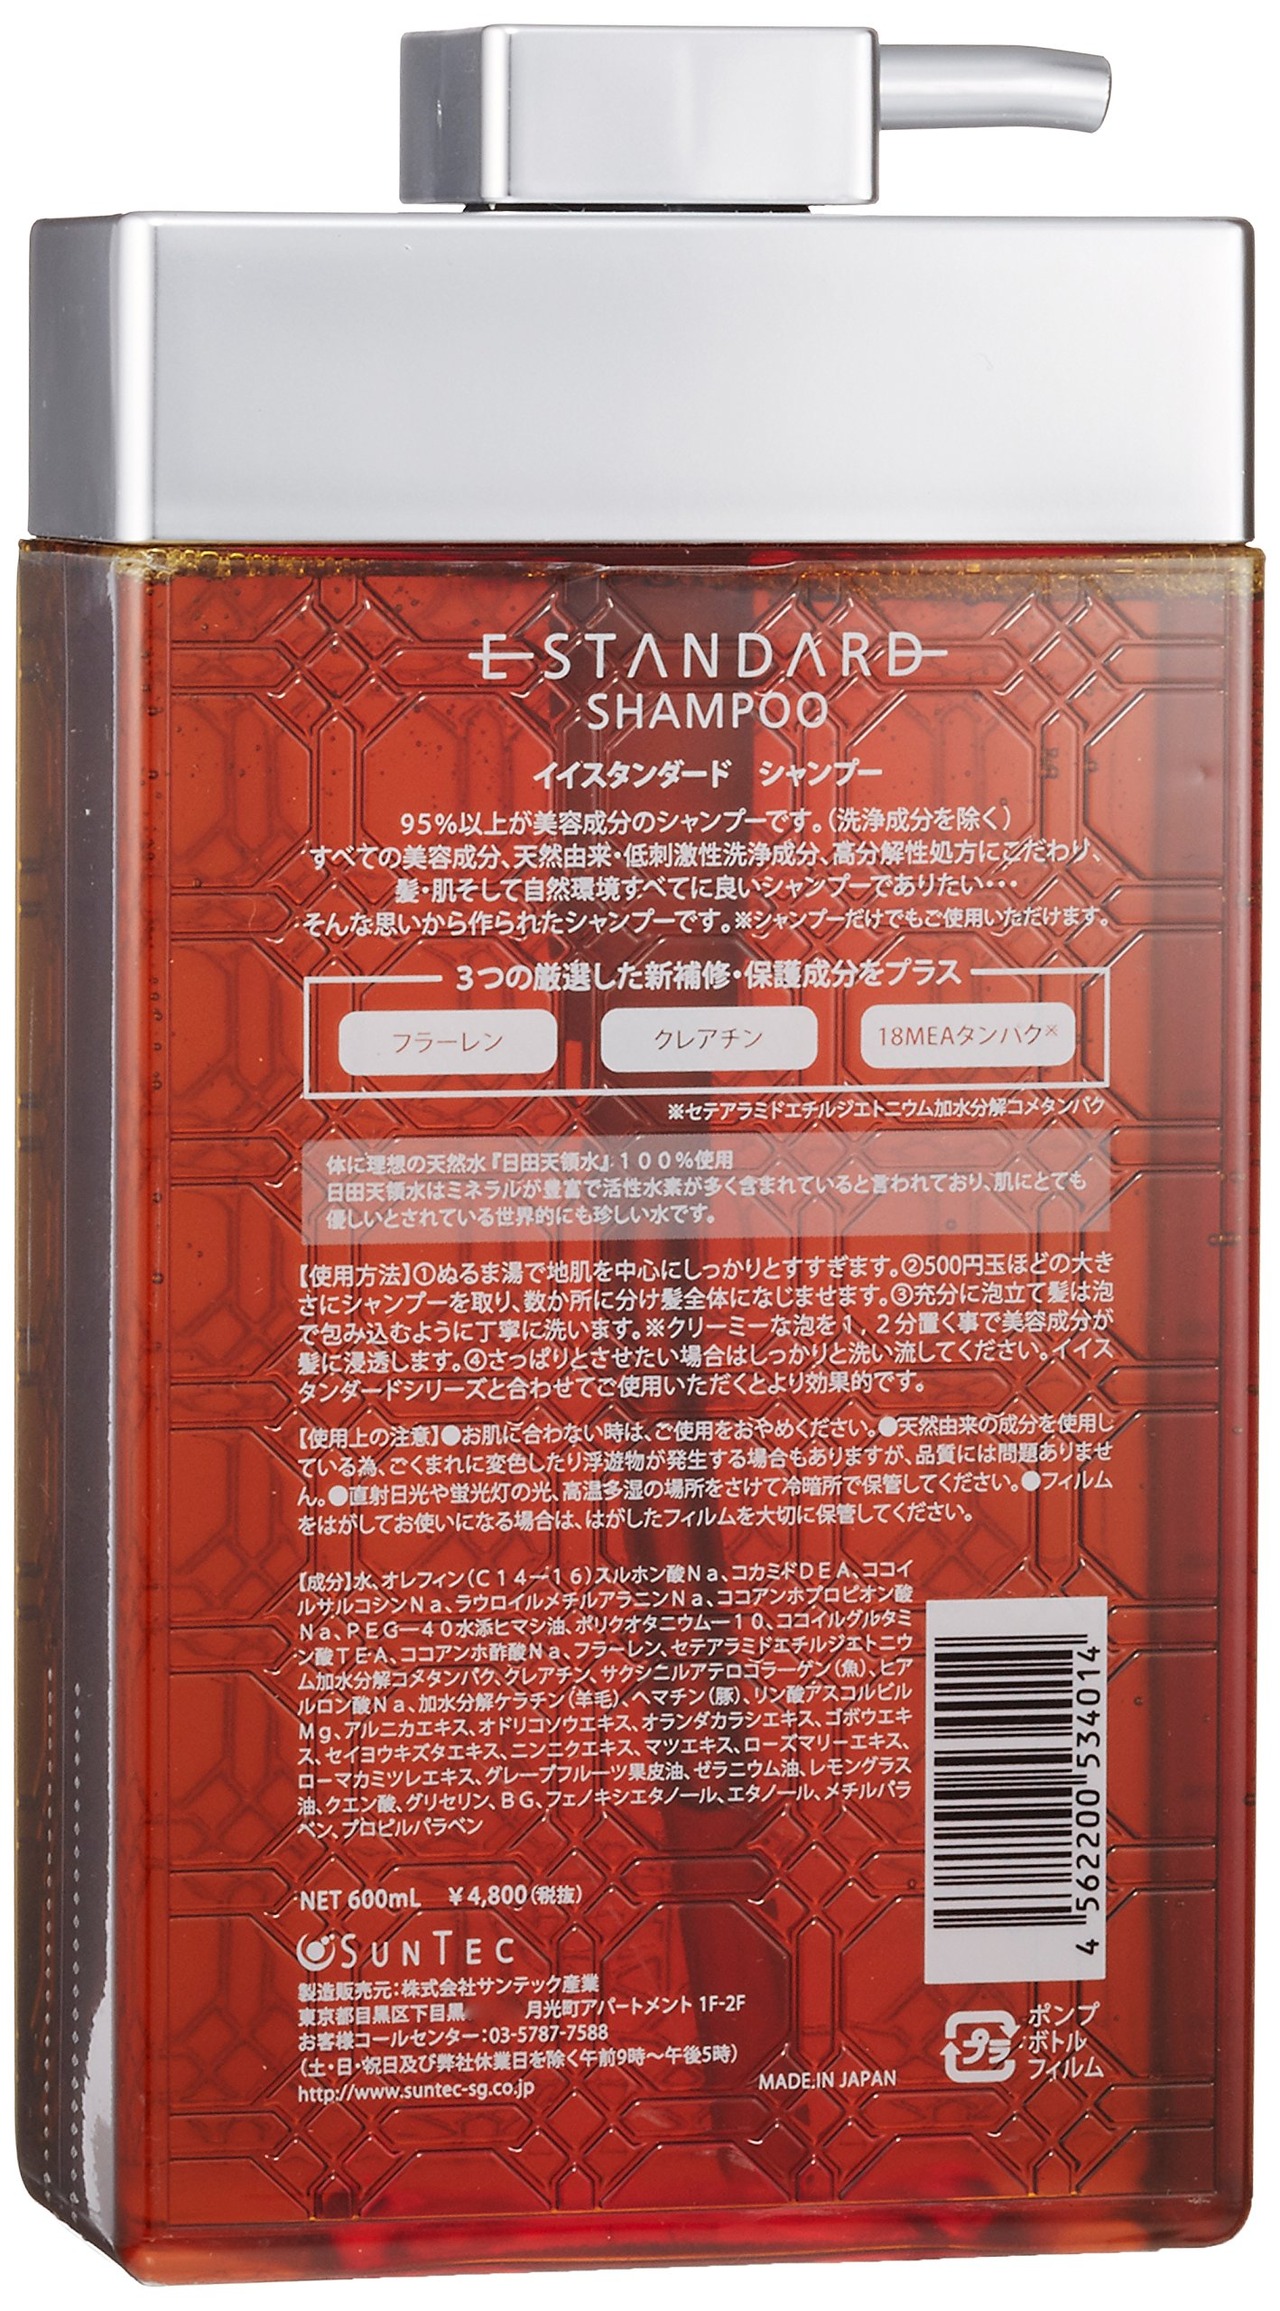 E STANDARD
SHAMPOO
イイスタンダード　シャンプー
95％以上が美容成分のシャンプーです。（洗浄成分を除く）
すべての美容成分、天然由来・低刺激性洗浄成分、高分解性処方にこだわり、
髪・肌そして自然環境すべてに良いシャンプーでありたい・・・
そんな思いから作られたシャンプーです。※シャンプーだけでもご使用いただけます。
3つの厳選した新補修・保護成分をプラス
フラーレン　クレアチン　18MEAタンパク※
※セテアラミドエチルジエトニウム加水分解コメタンパク
体に理想の天然水『日田天領水』１００％使用
日田天領水はミネラルが豊富で活性水素が多く含まれていると言われており、肌にとても
優しいとされている世界的にも珍しい水です。
【使用方法】①ぬるま湯で地肌を中心にしっかりとすすぎます。②500円玉ほどの大き
さにシャンプーを取り、数か所に分け髪全体になじませます。③充分に泡立て髪は泡
で包み込むように丁寧に洗います。※クリーミーな泡を１，２分置く事で美容成分が
髪に浸透します。④さっぱりとさせたい場合はしっかりと洗い流してください。イイス
タンダードシリーズと合わせてご使用いただくとより効果的です。
【使用上の注意】●お肌に合わない時は、ご使用をおやめください。●天然由来の成分を使用し
ている為、ごくまれに変色したり浮遊物が発生する場合もありますが、品質には問題ありませ
ん。●直射日光や蛍光灯の光、高温多湿の場所をさけて冷暗所で保管してください。●フィルム
をはがしてお使いになる場合は、はがしたフィルムを大切に保管してください。
【成分】水、オレフィン（Ｃ１４－１６）スルホン酸Ｎａ、コカミドＤＥＡ、ココイ
ルサルコシンＮａ、ラウロイルメチルアラニンＮａ、ココアンホプロピオン酸
Ｎａ、ＰＥＧ－４０水添ヒマシ油、ポリクオタニウム－１０、ココイルグルタミ
ン酸ＴＥＡ、ココアンホ酢酸Ｎａ、フラーレン、セテアラミドエチルジエトニウ
ム加水分解コメタンパク、クレアチン、サクシニルアテロコラーゲン（魚）、ヒア
ルロン酸Ｎａ、加水分解ケラチン（羊毛）、ヘマチン（豚）、リン酸アスコルビル
Ｍｇ、アルニカエキス、オドリコソウエキス、オランダカラシエキス、ゴボウエキ
ス、セイヨウキズタエキス、ニンニクエキス、マツエキス、ローズマリーエキス、
ローマカミツレエキス、グレープフルーツ果皮油、ゼラニウム油、レモングラス
油、クエン酸、グリセリン、ＢＧ、フェノキシエタノール、エタノール、メチルパラ
ベン、プロピルパラベン
NET 600mL　￥4,800（税抜）
SUNTEC
製造販売元：株式会社サンテック産業
東京都目黒区下目黒　月光町アパートメント 1F-2F
お客様コールセンター：03-5787-7588
（土・日・祝日及び弊社休業日を除く午前9時～午後5時）
http://www.suntec-sg.co.jp
MADE IN JAPAN
4 562200 534014
プラ
ポンプ
ボトル
フィルム